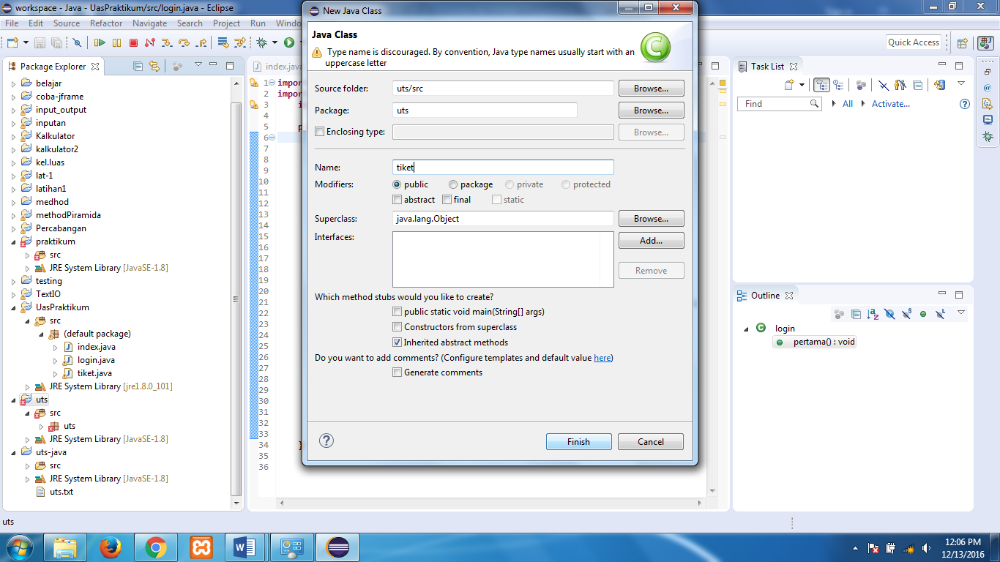 workspace - Java - UasPraktikum/src/login.java - Eclipse
File Edit Source Refactor Navigate Search Project Run
Quick Access
Package Explorer
belajar
coba-jframe
input_output
inputan
Kalkulator
kalkulator2
kel.luas
lat-1
latihan1
medhod
methodPiramida
Percabangan
praktikum
src
JRE System Library [JavaSE-1.8]
testing
TextIO
UasPraktikum
src
(default package)
index.java
login.java
tiket.java
JRE System Library [jre1.8.0_101]
uts
src
uts
JRE System Library [JavaSE-1.8]
uts-java
src
JRE System Library [JavaSE-1.8]
uts.txt
1
2
3
4
5
6
7
8
9
10
11
12
13
14
15
16
17
18
19
20
21
22
23
24
25
26
27
28
29
30
31
32
33
34 }
35
36
New Java Class
Java Class
Type name is discouraged. By convention, Java type names usually start with an
uppercase letter
Source folder: uts/src Browse...
Package: uts Browse...
Enclosing type: Browse...
Name: tiket
Modifiers: public package private protected
abstract final static
Superclass: java.lang.Object Browse...
Interfaces: Add...
Remove
Which method stubs would you like to create?
public static void main(String[] args)
Constructors from superclass
Inherited abstract methods
Do you want to add comments? (Configure templates and default value here)
Generate comments
Finish Cancel
Task List
Find All Activate...
Outline
login
pertama() : void
uts
12:06 PM
12/13/2016